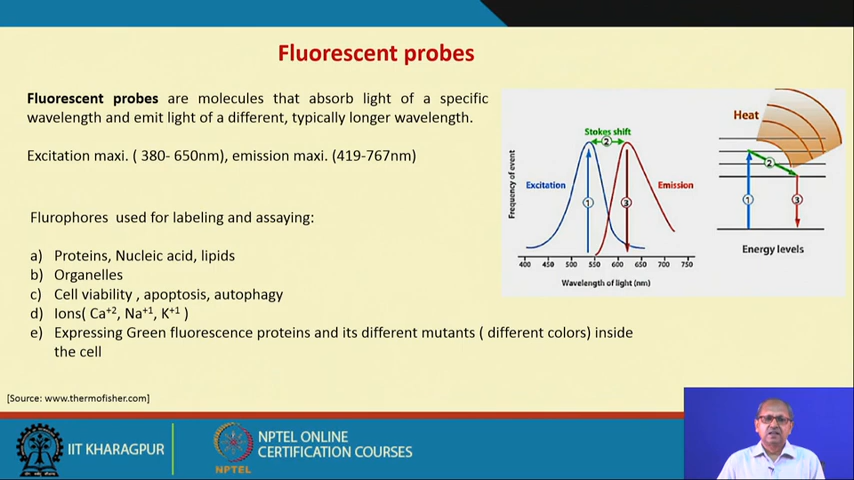 Fluorescent probes
Fluorescent probes are molecules that absorb light of a specific
wavelength and emit light of a different, typically longer wavelength.
Excitation maxi. ( 380- 650nm), emission maxi. (419-767nm)
Flurophores used for labeling and assaying:
a) Proteins, Nucleic acid, lipids
b) Organelles
c) Cell viability , apoptosis, autophagy
d) Ions( Ca+2, Na+1, K+1 )
e) Expressing Green fluorescence proteins and its different mutants ( different colors) inside
the cell
[Source: www.thermofisher.com]
Stokes shift
2
Excitation
Emission
1
3
Frequency of event
400 450 500 550 600 650 700 750
Wavelength of light (nm)
Heat
2
1
3
Energy levels
IIT KHARAGPUR
NPTEL
NPTEL ONLINE
CERTIFICATION COURSES